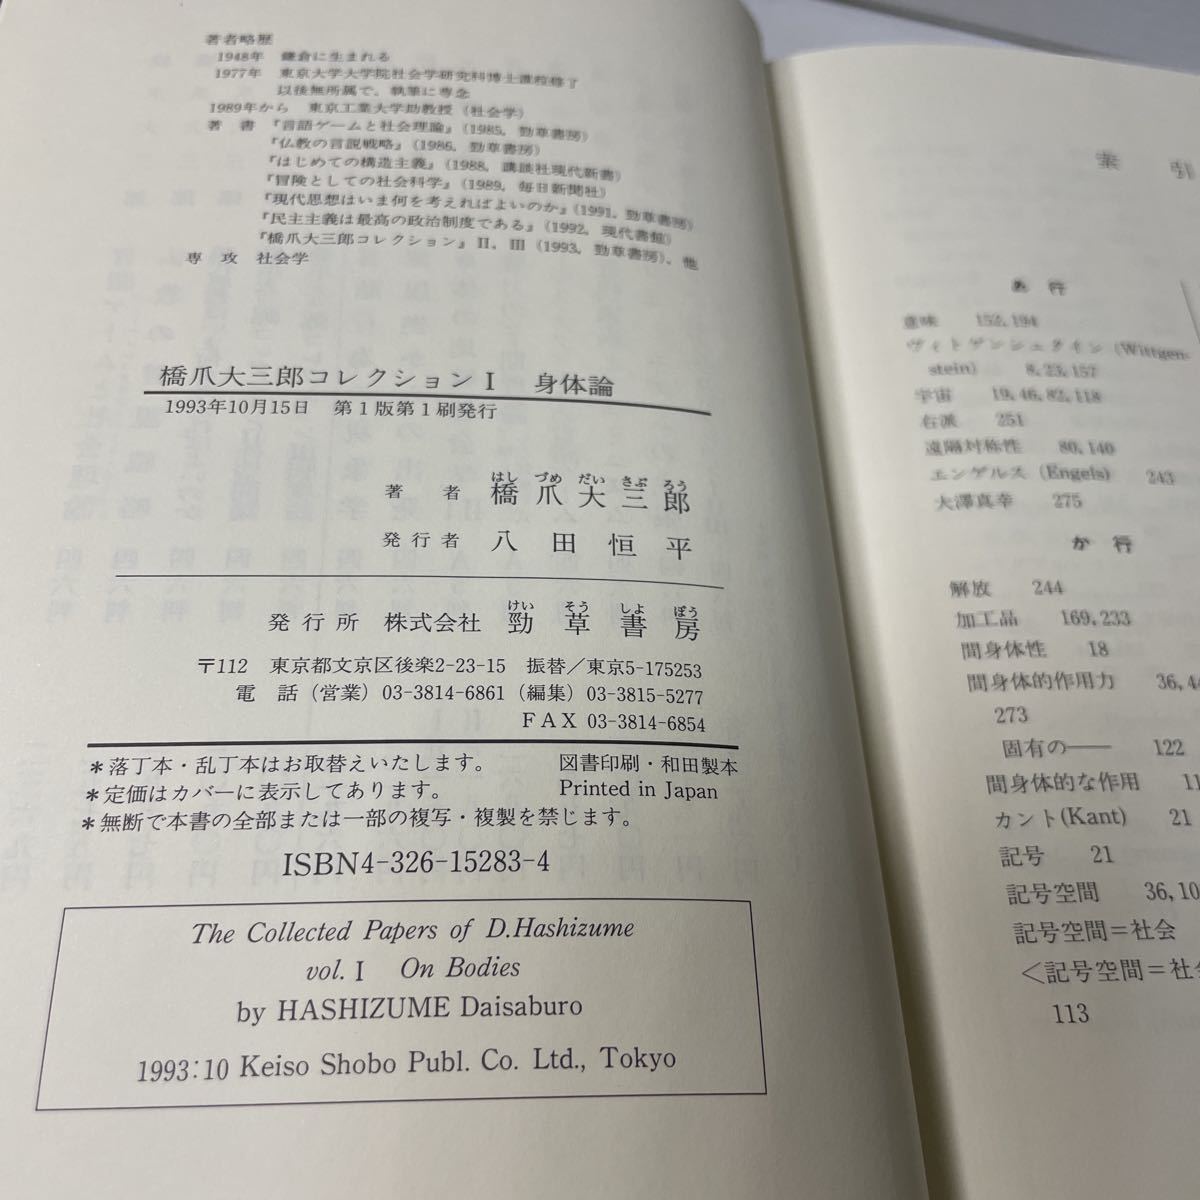 著者略歴
1948年 鎌倉に生まれる
1977年 東京大学大学院社会学研究科博士課程修了
以後無所属で、執筆に専念
1989年から 東京工業大学助教授（社会学）
著 書 『言語ゲームと社会理論』（1985，勁草書房）
『仏教の言説戦略』（1986，勁草書房）
『はじめての構造主義』（1988，講談社現代新書）
『冒険としての社会科学』（1989，毎日新聞社）
『現代思想はいま何を考えればよいのか』（1991，勁草書房）
『民主主義は最高の政治制度である』（1992，現代書館）
『橋爪大三郎コレクション』II，III（1993，勁草書房）、他
専 攻 社会学
橋爪大三郎コレクションⅠ 身体論
1993年10月15日 第1版第1刷発行
はし づめ だい さぶ ろう
著 者 橋 爪 大 三 郎
発行者 八 田 恒 平
けい そう しよ ぼう
発行所 株式会社 勁 草 書 房
〒112 東京都文京区後楽2-23-15 振替／東京5-175253
電 話（営業）03-3814-6861（編集）03-3815-5277
FAX 03-3814-6854
＊落丁本・乱丁本はお取替えいたします。 図書印刷・和田製本
＊定価はカバーに表示してあります。 Printed in Japan
＊無断で本書の全部または一部の複写・複製を禁じます。
ISBN4-326-15283-4
The Collected Papers of D.Hashizume
vol. I On Bodies
by HASHIZUME Daisaburo
1993:10 Keiso Shobo Publ. Co. Ltd., Tokyo
索 引
あ 行
意味 152, 194
ヴィトゲンシュタイン（Wittgen-
stein） 8, 23, 157
宇宙 19, 46, 82, 118
右派 251
遠隔対称性 80, 140
エンゲルス（Engels） 243
大澤真幸 275
か 行
解放 244
加工品 169, 233
間身体性 18
間身体的作用力 36, 44
273
固有の── 122
間身体的な作用 11
カント(Kant) 21
記号 21
記号空間 36, 10
記号空間＝社会
＜記号空間＝社会
113